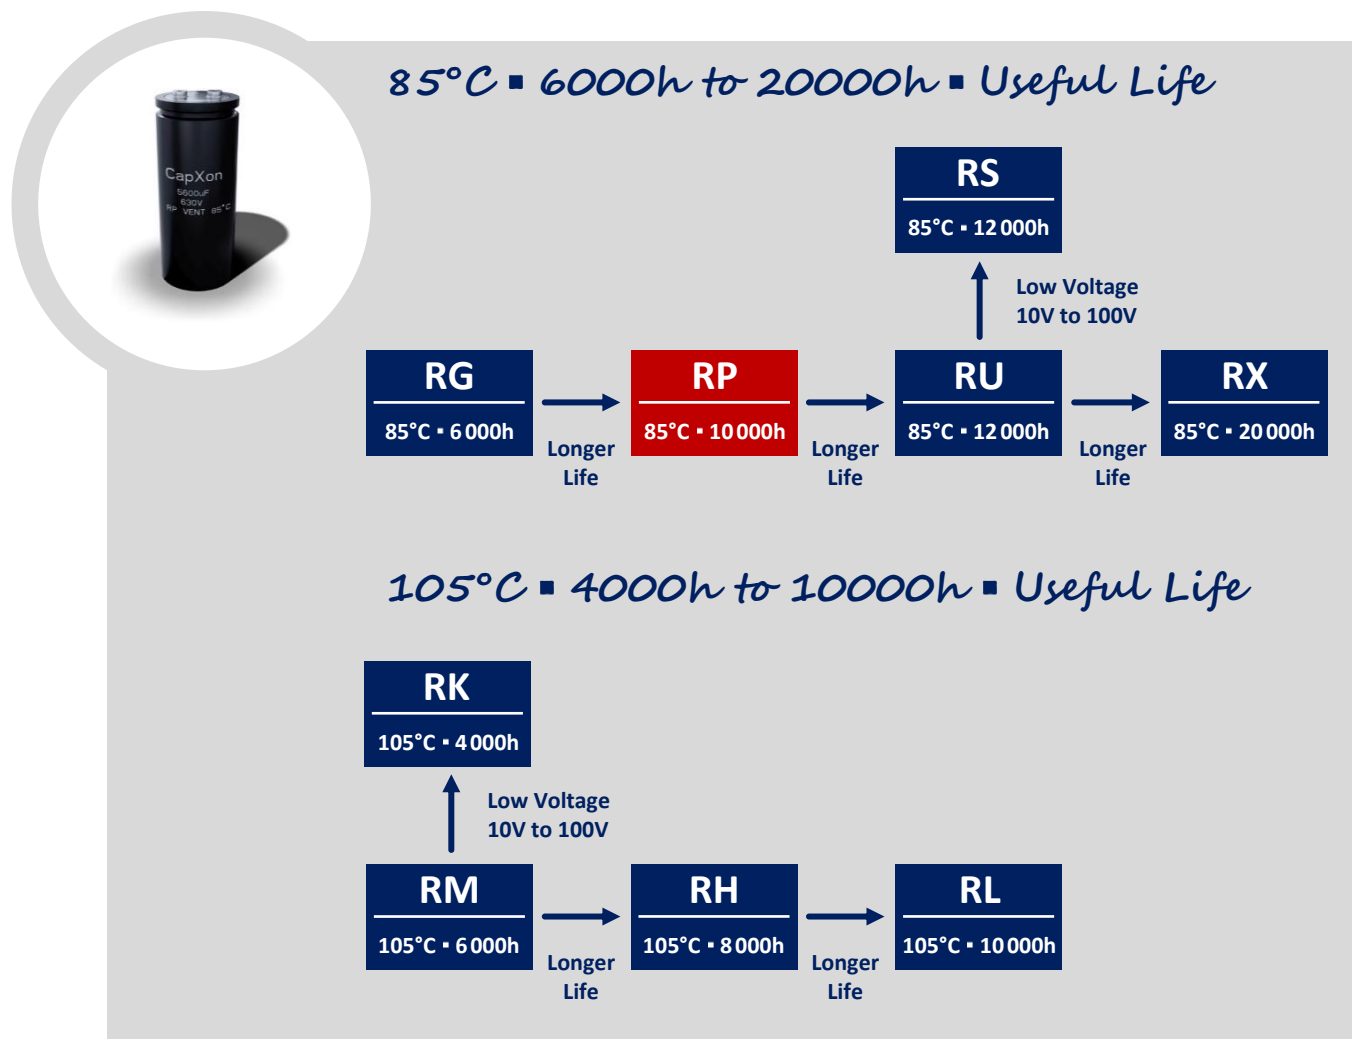 85°C ▪ 6000h to 20000h ▪ Useful Life
CapXon
5600uF
630V
RP VENT 85°C
RS
85°C ▪ 12 000h
Low Voltage
10V to 100V
RG
85°C ▪ 6 000h
Longer
Life
RP
85°C ▪ 10 000h
Longer
Life
RU
85°C ▪ 12 000h
Longer
Life
RX
85°C ▪ 20 000h
105°C ▪ 4000h to 10000h ▪ Useful Life
RK
105°C ▪ 4 000h
Low Voltage
10V to 100V
RM
105°C ▪ 6 000h
Longer
Life
RH
105°C ▪ 8 000h
Longer
Life
RL
105°C ▪ 10 000h